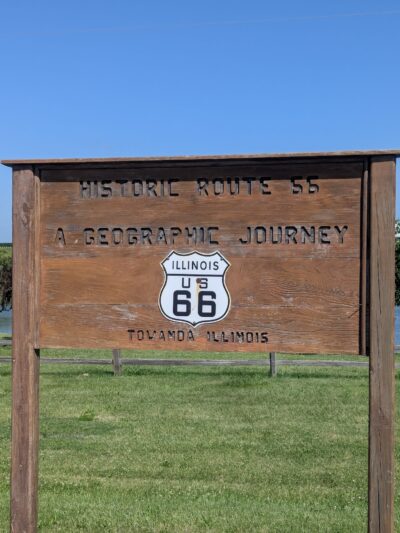 HISTORIC ROUTE 66
A GEOGRAPHIC JOURNEY
ILLINOIS
US
66
TOWANDA ILLINOIS